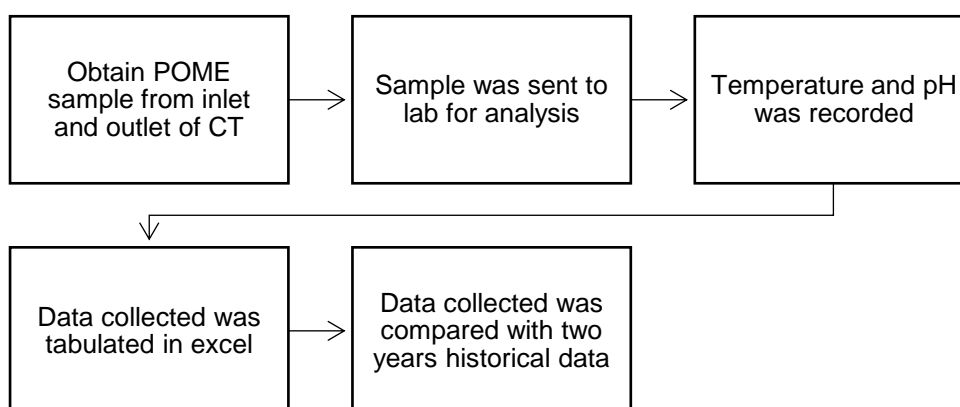 Obtain POME
sample from inlet
and outlet of CT
Sample was sent to
lab for analysis
Temperature and pH
was recorded
Data collected was
tabulated in excel
Data collected was
compared with two
years historical data